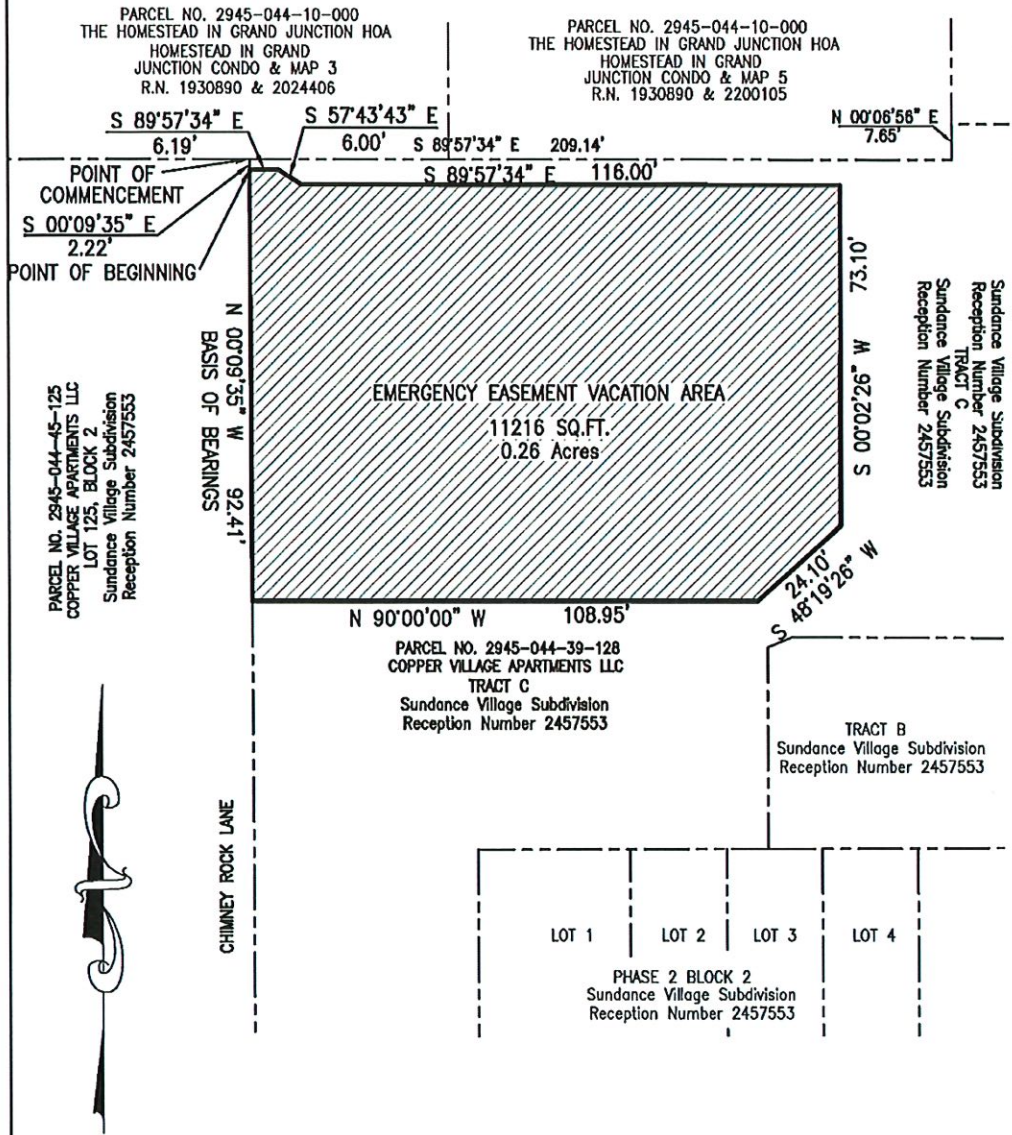 PARCEL NO. 2945-044-10-000
THE HOMESTEAD IN GRAND JUNCTION HOA
HOMESTEAD IN GRAND
JUNCTION CONDO & MAP 3
R.N. 1930890 & 2024406
PARCEL NO. 2945-044-10-000
THE HOMESTEAD IN GRAND JUNCTION HOA
HOMESTEAD IN GRAND
JUNCTION CONDO & MAP 5
R.N. 1930890 & 2200105
S 89°57'34" E
6.19'
S 57°43'43" E
6.00'
S 89°57'34" E 209.14'
N 00°08'56" E
7.65'
POINT OF
COMMENCEMENT
S 89°57'34" E 116.00'
S 00°09'35" E
2.22'
POINT OF BEGINNING
N 00°09'35" W 92.41'
BASIS OF BEARINGS
EMERGENCY EASEMENT VACATION AREA
11216 SQ.FT.
0.26 Acres
S 00°02'26" W 73.10'
Sundance Village Subdivision
Reception Number 2457553
TRACT C
Sundance Village Subdivision
Reception Number 2457553
PARCEL NO. 2945-044-45-125
COPPER VILLAGE APARTMENTS LLC
LOT 125, BLOCK 2
Sundance Village Subdivision
Reception Number 2457553
24.10'
S 48°19'26" W
N 90°00'00" W 108.95'
PARCEL NO. 2945-044-39-128
COPPER VILLAGE APARTMENTS LLC
TRACT C
Sundance Village Subdivision
Reception Number 2457553
TRACT B
Sundance Village Subdivision
Reception Number 2457553
CHIMNEY ROCK LANE
LOT 1
LOT 2
LOT 3
LOT 4
PHASE 2 BLOCK 2
Sundance Village Subdivision
Reception Number 2457553